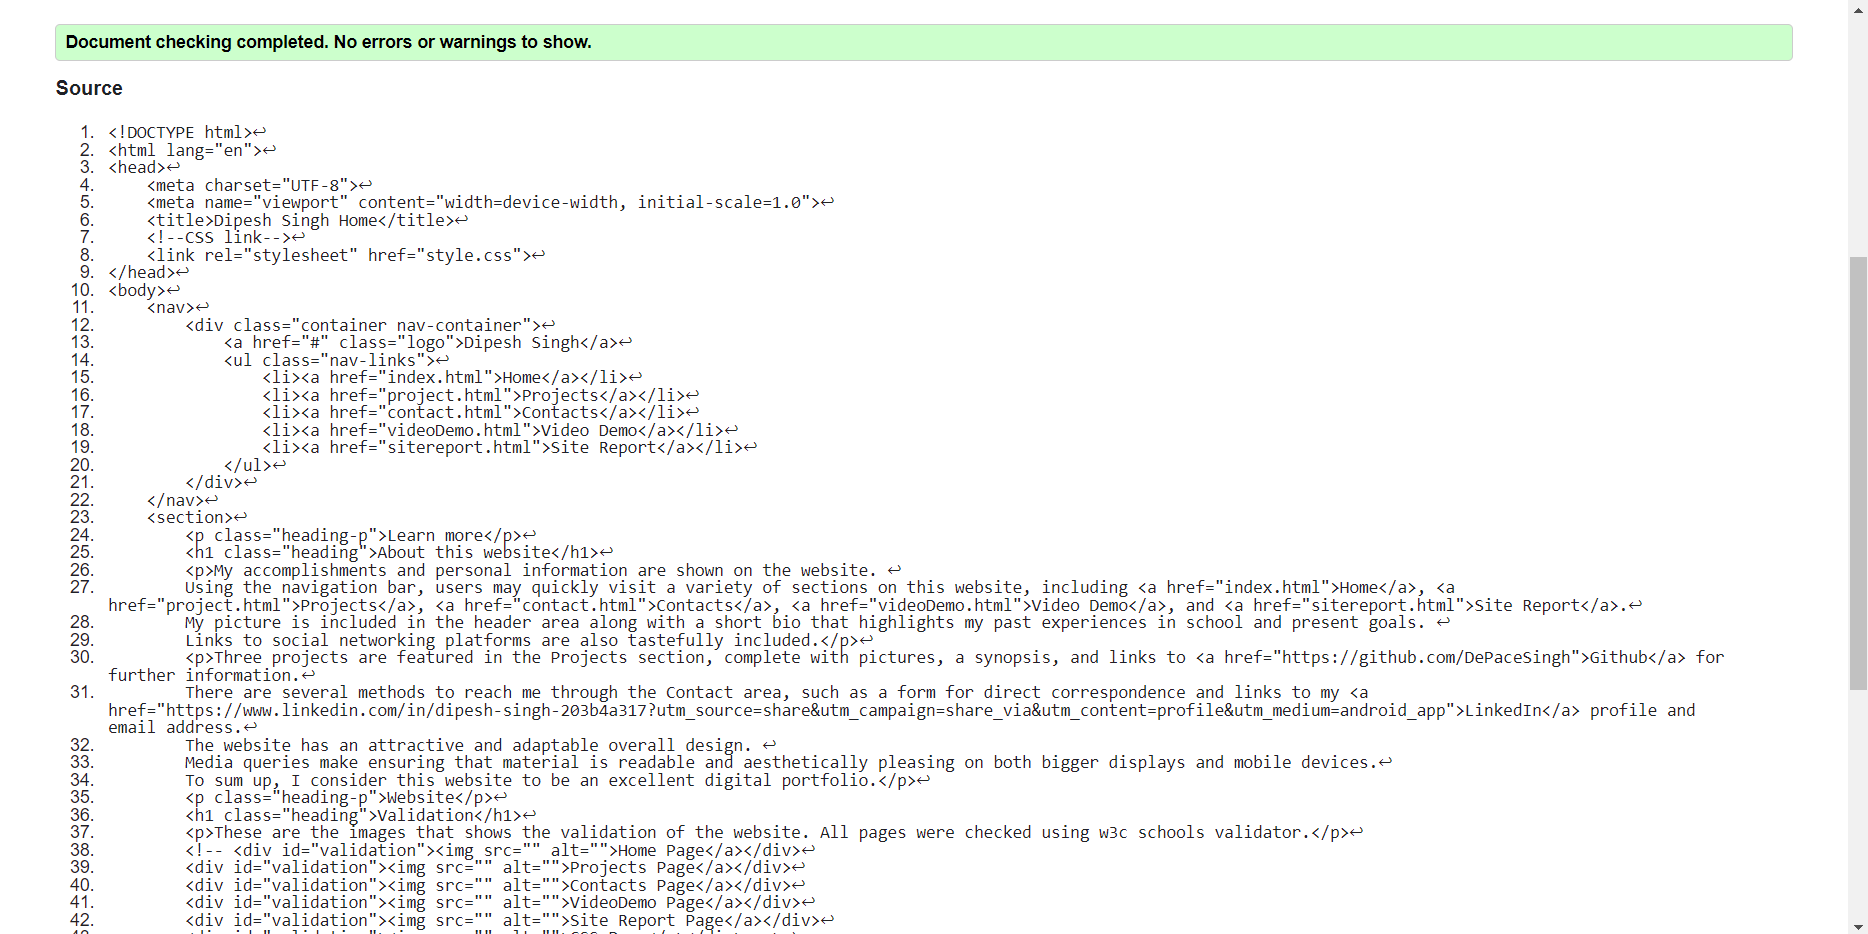 Document checking completed. No errors or warnings to show.
Source
1. <!DOCTYPE html>↩
2. <html lang="en">↩
3. <head>↩
4.     <meta charset="UTF-8">↩
5.     <meta name="viewport" content="width=device-width, initial-scale=1.0">↩
6.     <title>Dipesh Singh Home</title>↩
7.     <!--CSS link-->↩
8.     <link rel="stylesheet" href="style.css">↩
9. </head>↩
10. <body>↩
11.     <nav>↩
12.         <div class="container nav-container">↩
13.             <a href="#" class="logo">Dipesh Singh</a>↩
14.             <ul class="nav-links">↩
15.                 <li><a href="index.html">Home</a></li>↩
16.                 <li><a href="project.html">Projects</a></li>↩
17.                 <li><a href="contact.html">Contacts</a></li>↩
18.                 <li><a href="videoDemo.html">Video Demo</a></li>↩
19.                 <li><a href="sitereport.html">Site Report</a></li>↩
20.             </ul>↩
21.         </div>↩
22.     </nav>↩
23.     <section>↩
24.         <p class="heading-p">Learn more</p>↩
25.         <h1 class="heading">About this website</h1>↩
26.         <p>My accomplishments and personal information are shown on the website. ↩
27.         Using the navigation bar, users may quickly visit a variety of sections on this website, including <a href="index.html">Home</a>, <a
href="project.html">Projects</a>, <a href="contact.html">Contacts</a>, <a href="videoDemo.html">Video Demo</a>, and <a href="sitereport.html">Site Report</a>.↩
28.         My picture is included in the header area along with a short bio that highlights my past experiences in school and present goals. ↩
29.         Links to social networking platforms are also tastefully included.</p>↩
30.         <p>Three projects are featured in the Projects section, complete with pictures, a synopsis, and links to <a href="https://github.com/DePaceSingh">Github</a> for
further information.↩
31.         There are several methods to reach me through the Contact area, such as a form for direct correspondence and links to my <a
href="https://www.linkedin.com/in/dipesh-singh-203b4a317?utm_source=share&utm_campaign=share_via&utm_content=profile&utm_medium=android_app">LinkedIn</a> profile and
email address.↩
32.         The website has an attractive and adaptable overall design. ↩
33.         Media queries make ensuring that material is readable and aesthetically pleasing on both bigger displays and mobile devices.↩
34.         To sum up, I consider this website to be an excellent digital portfolio.</p>↩
35.         <p class="heading-p">Website</p>↩
36.         <h1 class="heading">Validation</h1>↩
37.         <p>These are the images that shows the validation of the website. All pages were checked using w3c schools validator.</p>↩
38.         <!-- <div id="validation"><img src="" alt="">Home Page</a></div>↩
39.         <div id="validation"><img src="" alt="">Projects Page</a></div>↩
40.         <div id="validation"><img src="" alt="">Contacts Page</a></div>↩
41.         <div id="validation"><img src="" alt="">VideoDemo Page</a></div>↩
42.         <div id="validation"><img src="" alt="">Site Report Page</a></div>↩